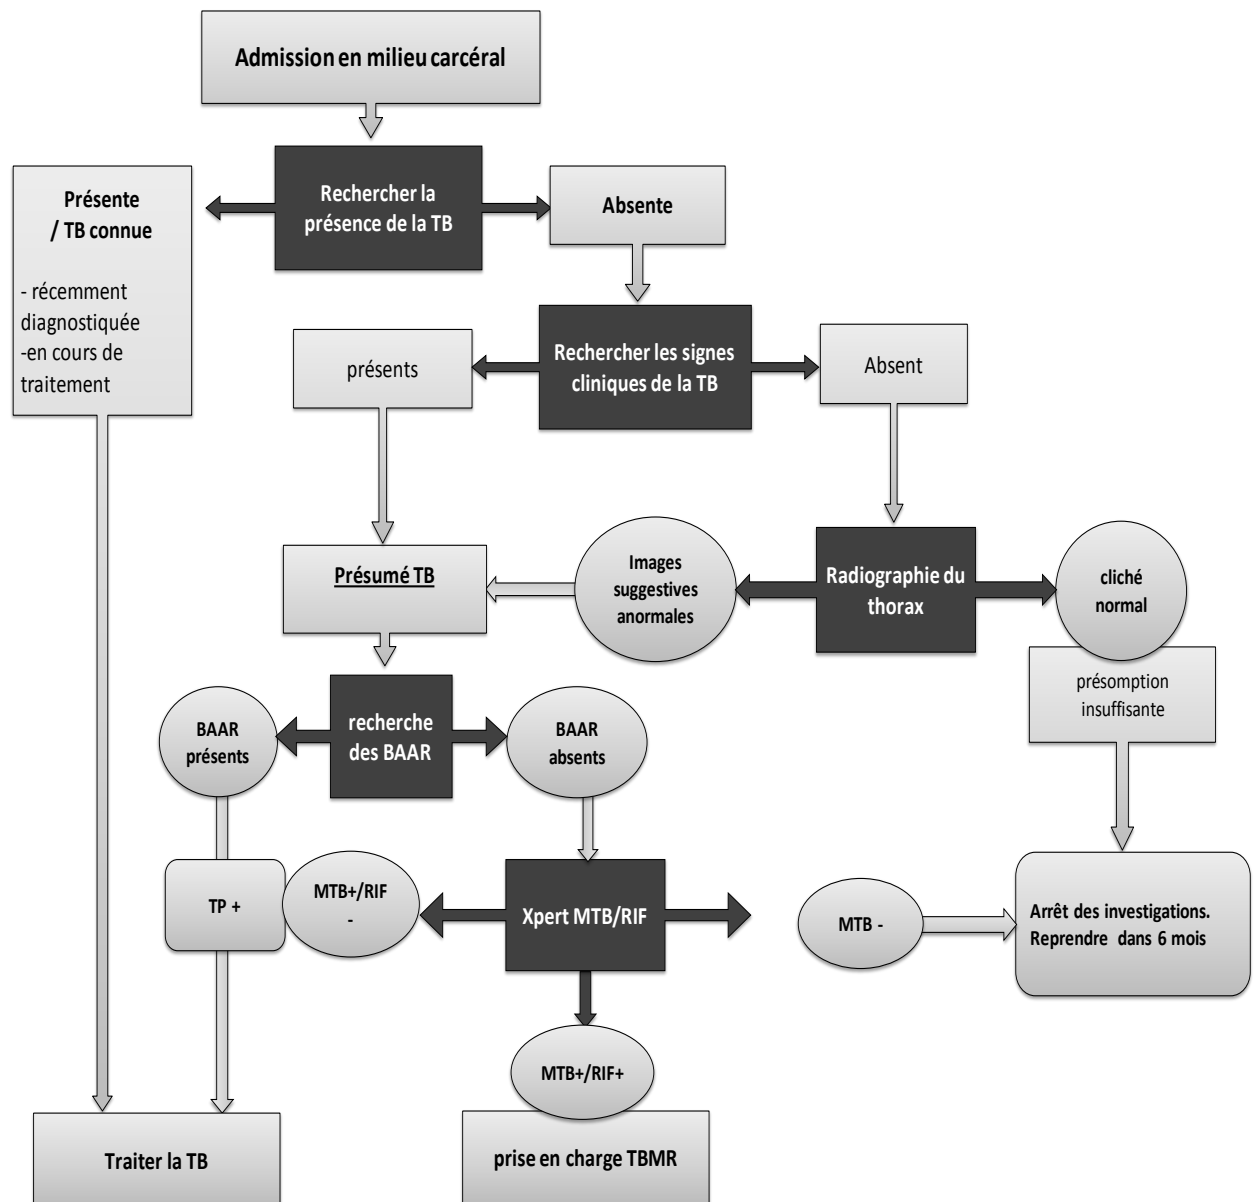 Admission en milieu carcéral
Rechercher la
présence de la TB
Présente
/ TB connue
- récemment
diagnostiquée
-en cours de
traitement
Absente
Rechercher les signes
cliniques de la TB
présents
Absent
Présumé TB
Images
suggestives
anormales
Radiographie du
thorax
cliché
normal
présomption
insuffisante
BAAR
présents
recherche
des BAAR
BAAR
absents
TP +
MTB+/RIF
-
Xpert MTB/RIF
MTB -
Arrêt des investigations.
Reprendre dans 6 mois
MTB+/RIF+
Traiter la TB
prise en charge TBMR